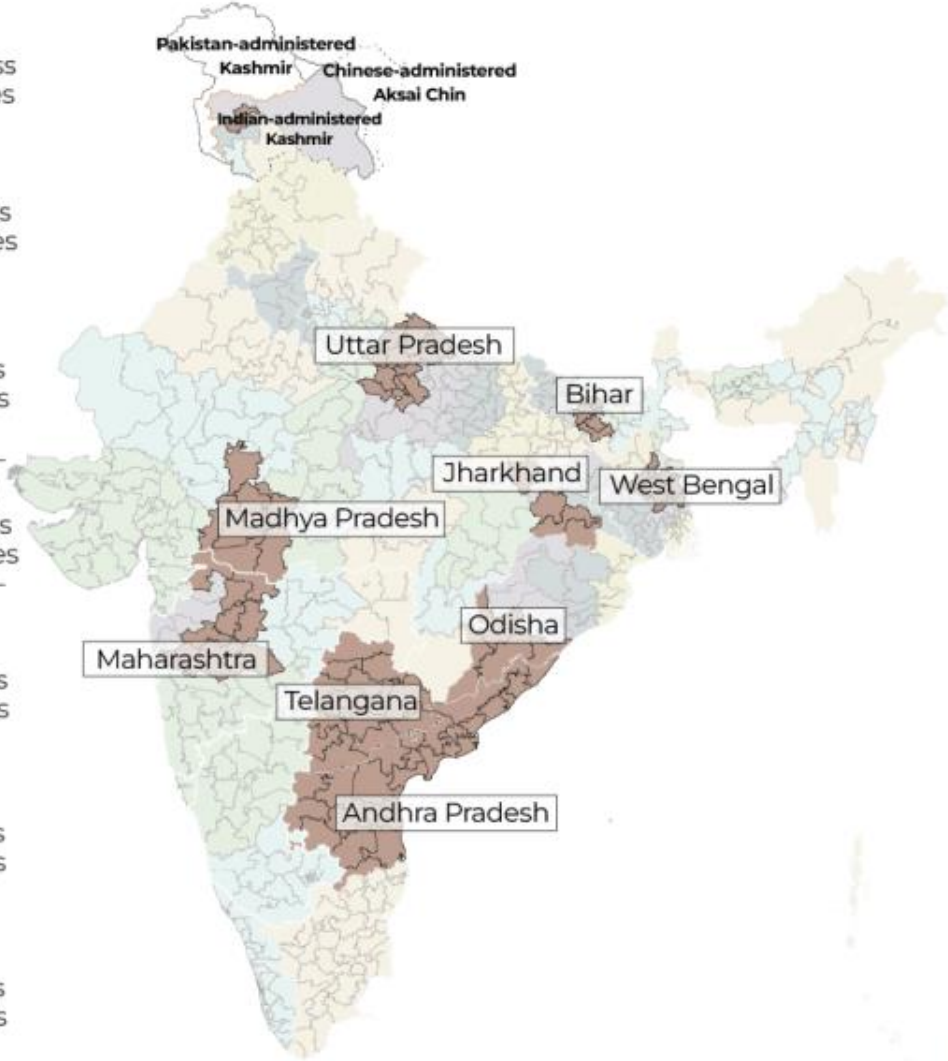 Pakistan-administered
Kashmir
Chinese-administered
Aksai Chin
Indian-administered
Kashmir
Uttar Pradesh
Bihar
Jharkhand
West Bengal
Madhya Pradesh
Odisha
Maharashtra
Telangana
Andhra Pradesh